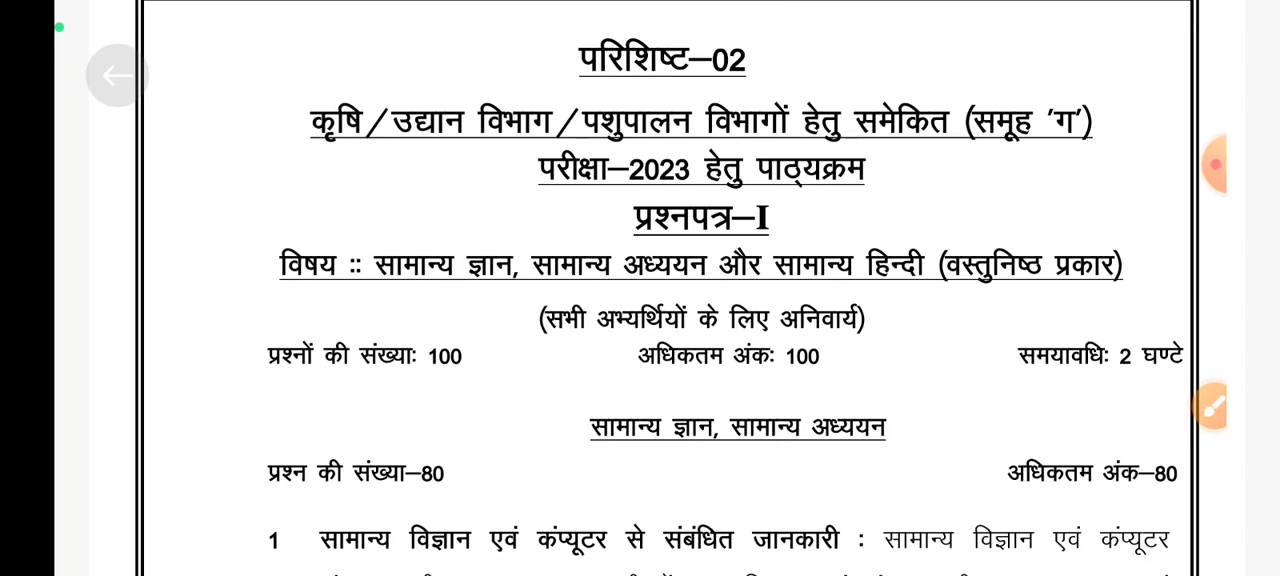 परिशिष्ट–02
कृषि/उद्यान विभाग/पशुपालन विभागों हेतु समेकित (समूह 'ग')
परीक्षा–2023 हेतु पाठ्यक्रम
प्रश्नपत्र–I
विषय :: सामान्य ज्ञान, सामान्य अध्ययन और सामान्य हिन्दी (वस्तुनिष्ठ प्रकार)
(सभी अभ्यर्थियों के लिए अनिवार्य)
प्रश्नों की संख्याः 100 अधिकतम अंकः 100 समयावधिः 2 घण्टे
सामान्य ज्ञान, सामान्य अध्ययन
प्रश्न की संख्या–80 अधिकतम अंक–80
1 सामान्य विज्ञान एवं कंप्यूटर से संबंधित जानकारी : सामान्य विज्ञान एवं कंप्यूटर